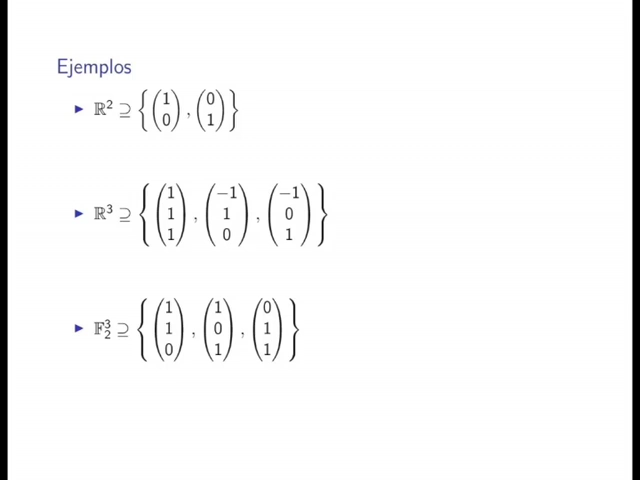 Ejemplos
▶ ℝ² ⊇ { (1 0), (0 1) }
▶ ℝ³ ⊇ { (1 1 1), (−1 1 0), (−1 0 1) }
▶ 𝔽₂³ ⊇ { (1 1 0), (1 0 1), (0 1 1) }